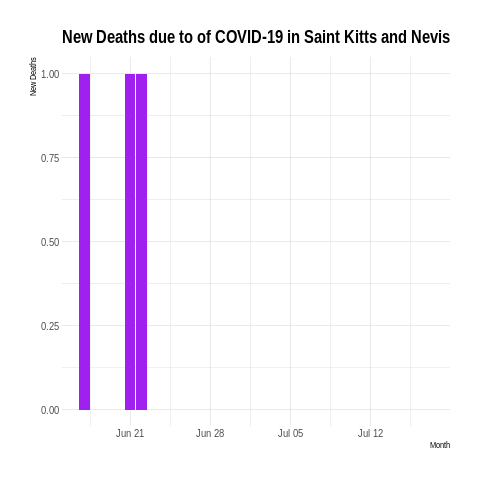 New Deaths due to of COVID-19 in Saint Kitts and Nevis
New Deaths
1.00
0.75
0.50
0.25
0.00
Jun 21 Jun 28 Jul 05 Jul 12
Month